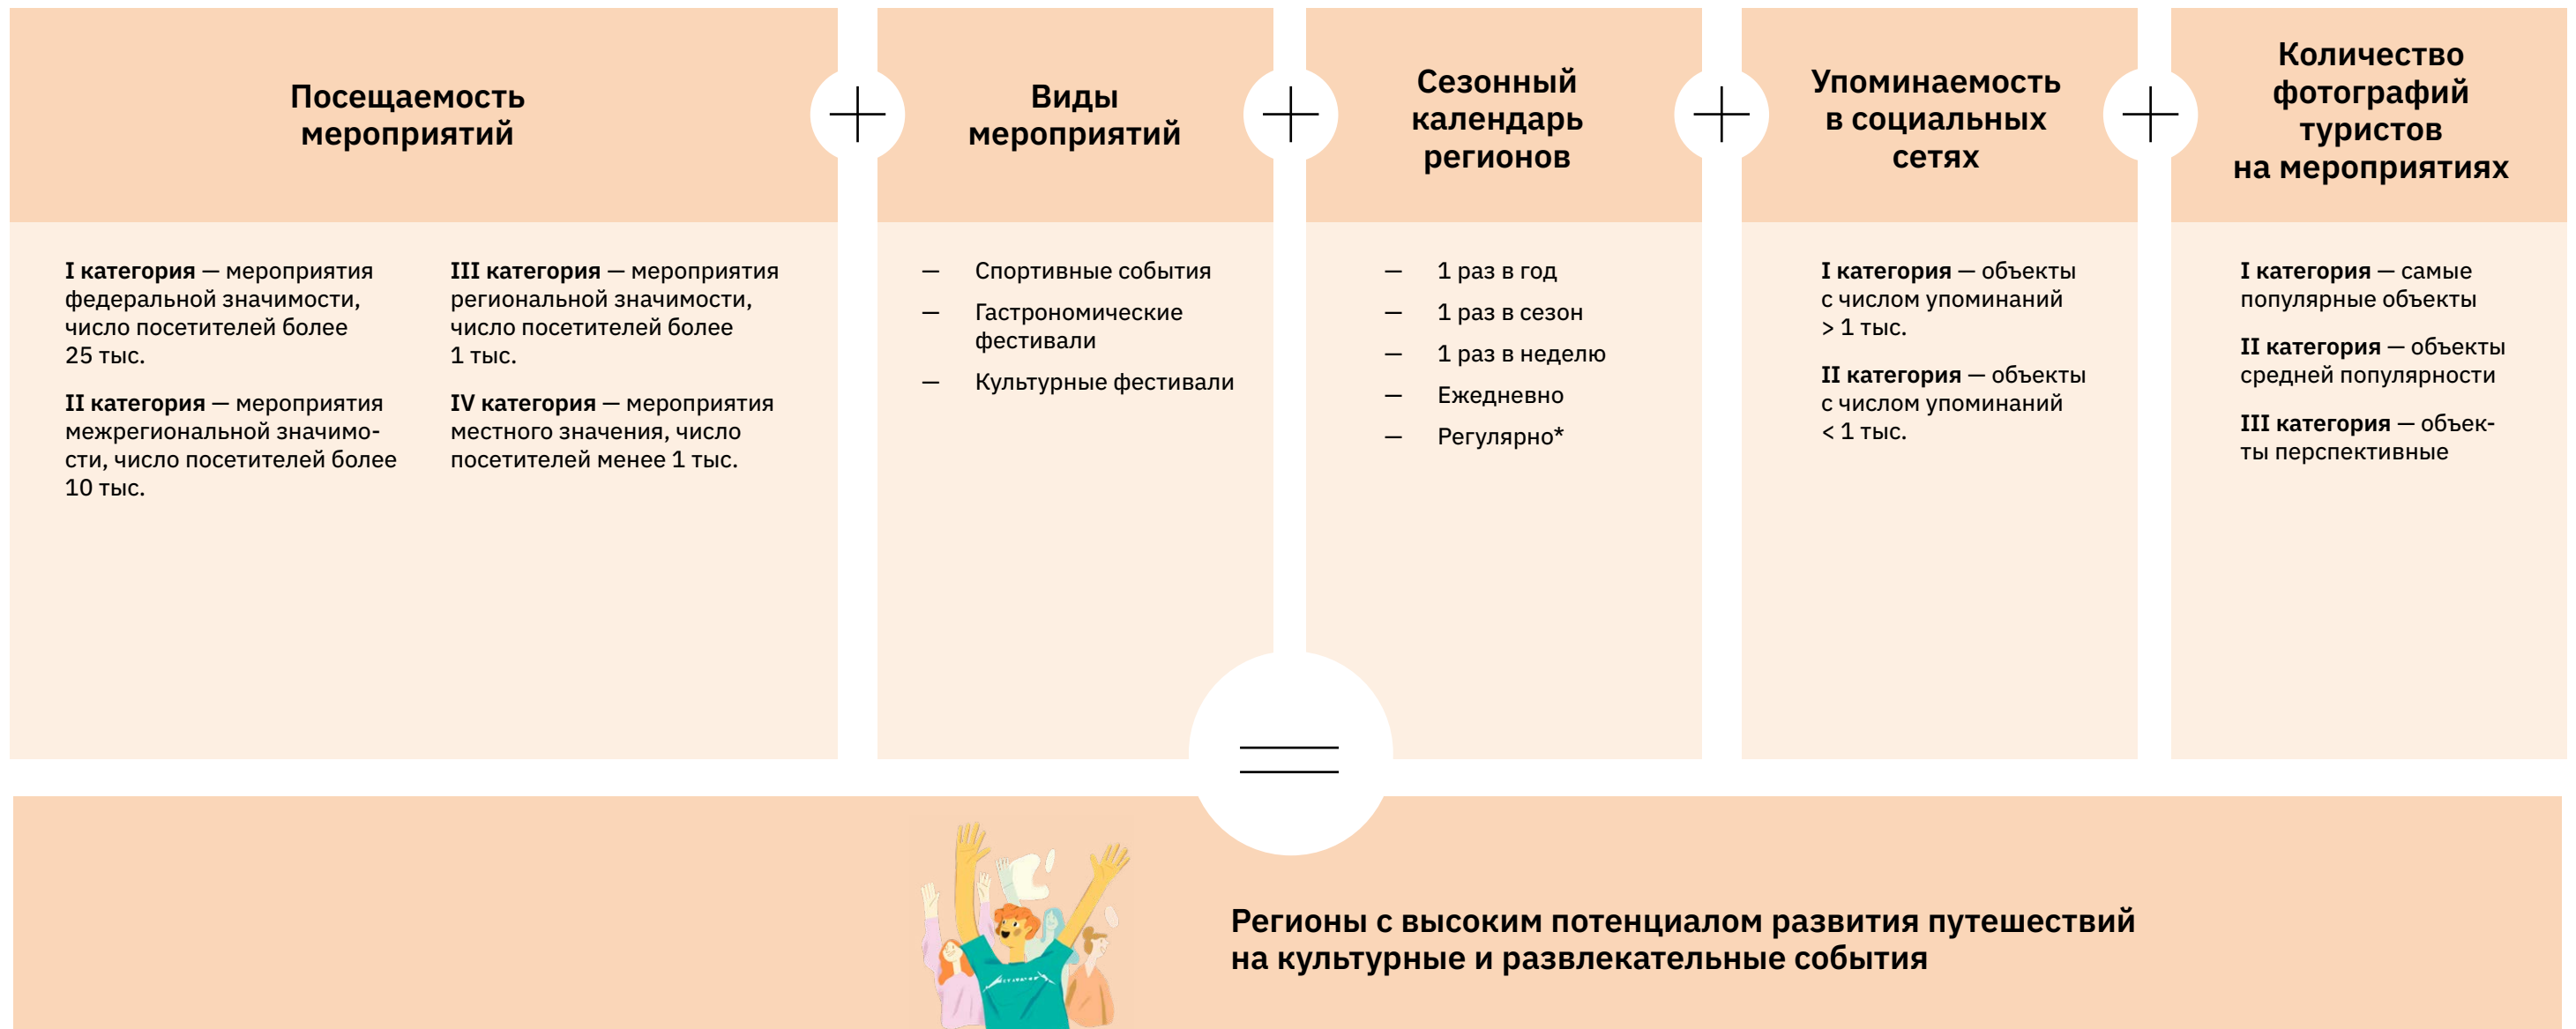 Посещаемость
мероприятий
I категория — мероприятия
федеральной значимости,
число посетителей более
25 тыс.
II категория — мероприятия
межрегиональной значимо-
сти, число посетителей более
10 тыс.
III категория — мероприятия
региональной значимости,
число посетителей более
1 тыс.
IV категория — мероприятия
местного значения, число
посетителей менее 1 тыс.
+
Виды
мероприятий
— Спортивные события
— Гастрономические
фестивали
— Культурные фестивали
+
Сезонный
календарь
регионов
— 1 раз в год
— 1 раз в сезон
— 1 раз в неделю
— Ежедневно
— Регулярно*
+
Упоминаемость
в социальных
сетях
I категория — объекты
с числом упоминаний
> 1 тыс.
II категория — объекты
с числом упоминаний
< 1 тыс.
+
Количество
фотографий
туристов
на мероприятиях
I категория — самые
популярные объекты
II категория — объекты
средней популярности
III категория — объек-
ты перспективные
=
Регионы с высоким потенциалом развития путешествий
на культурные и развлекательные события